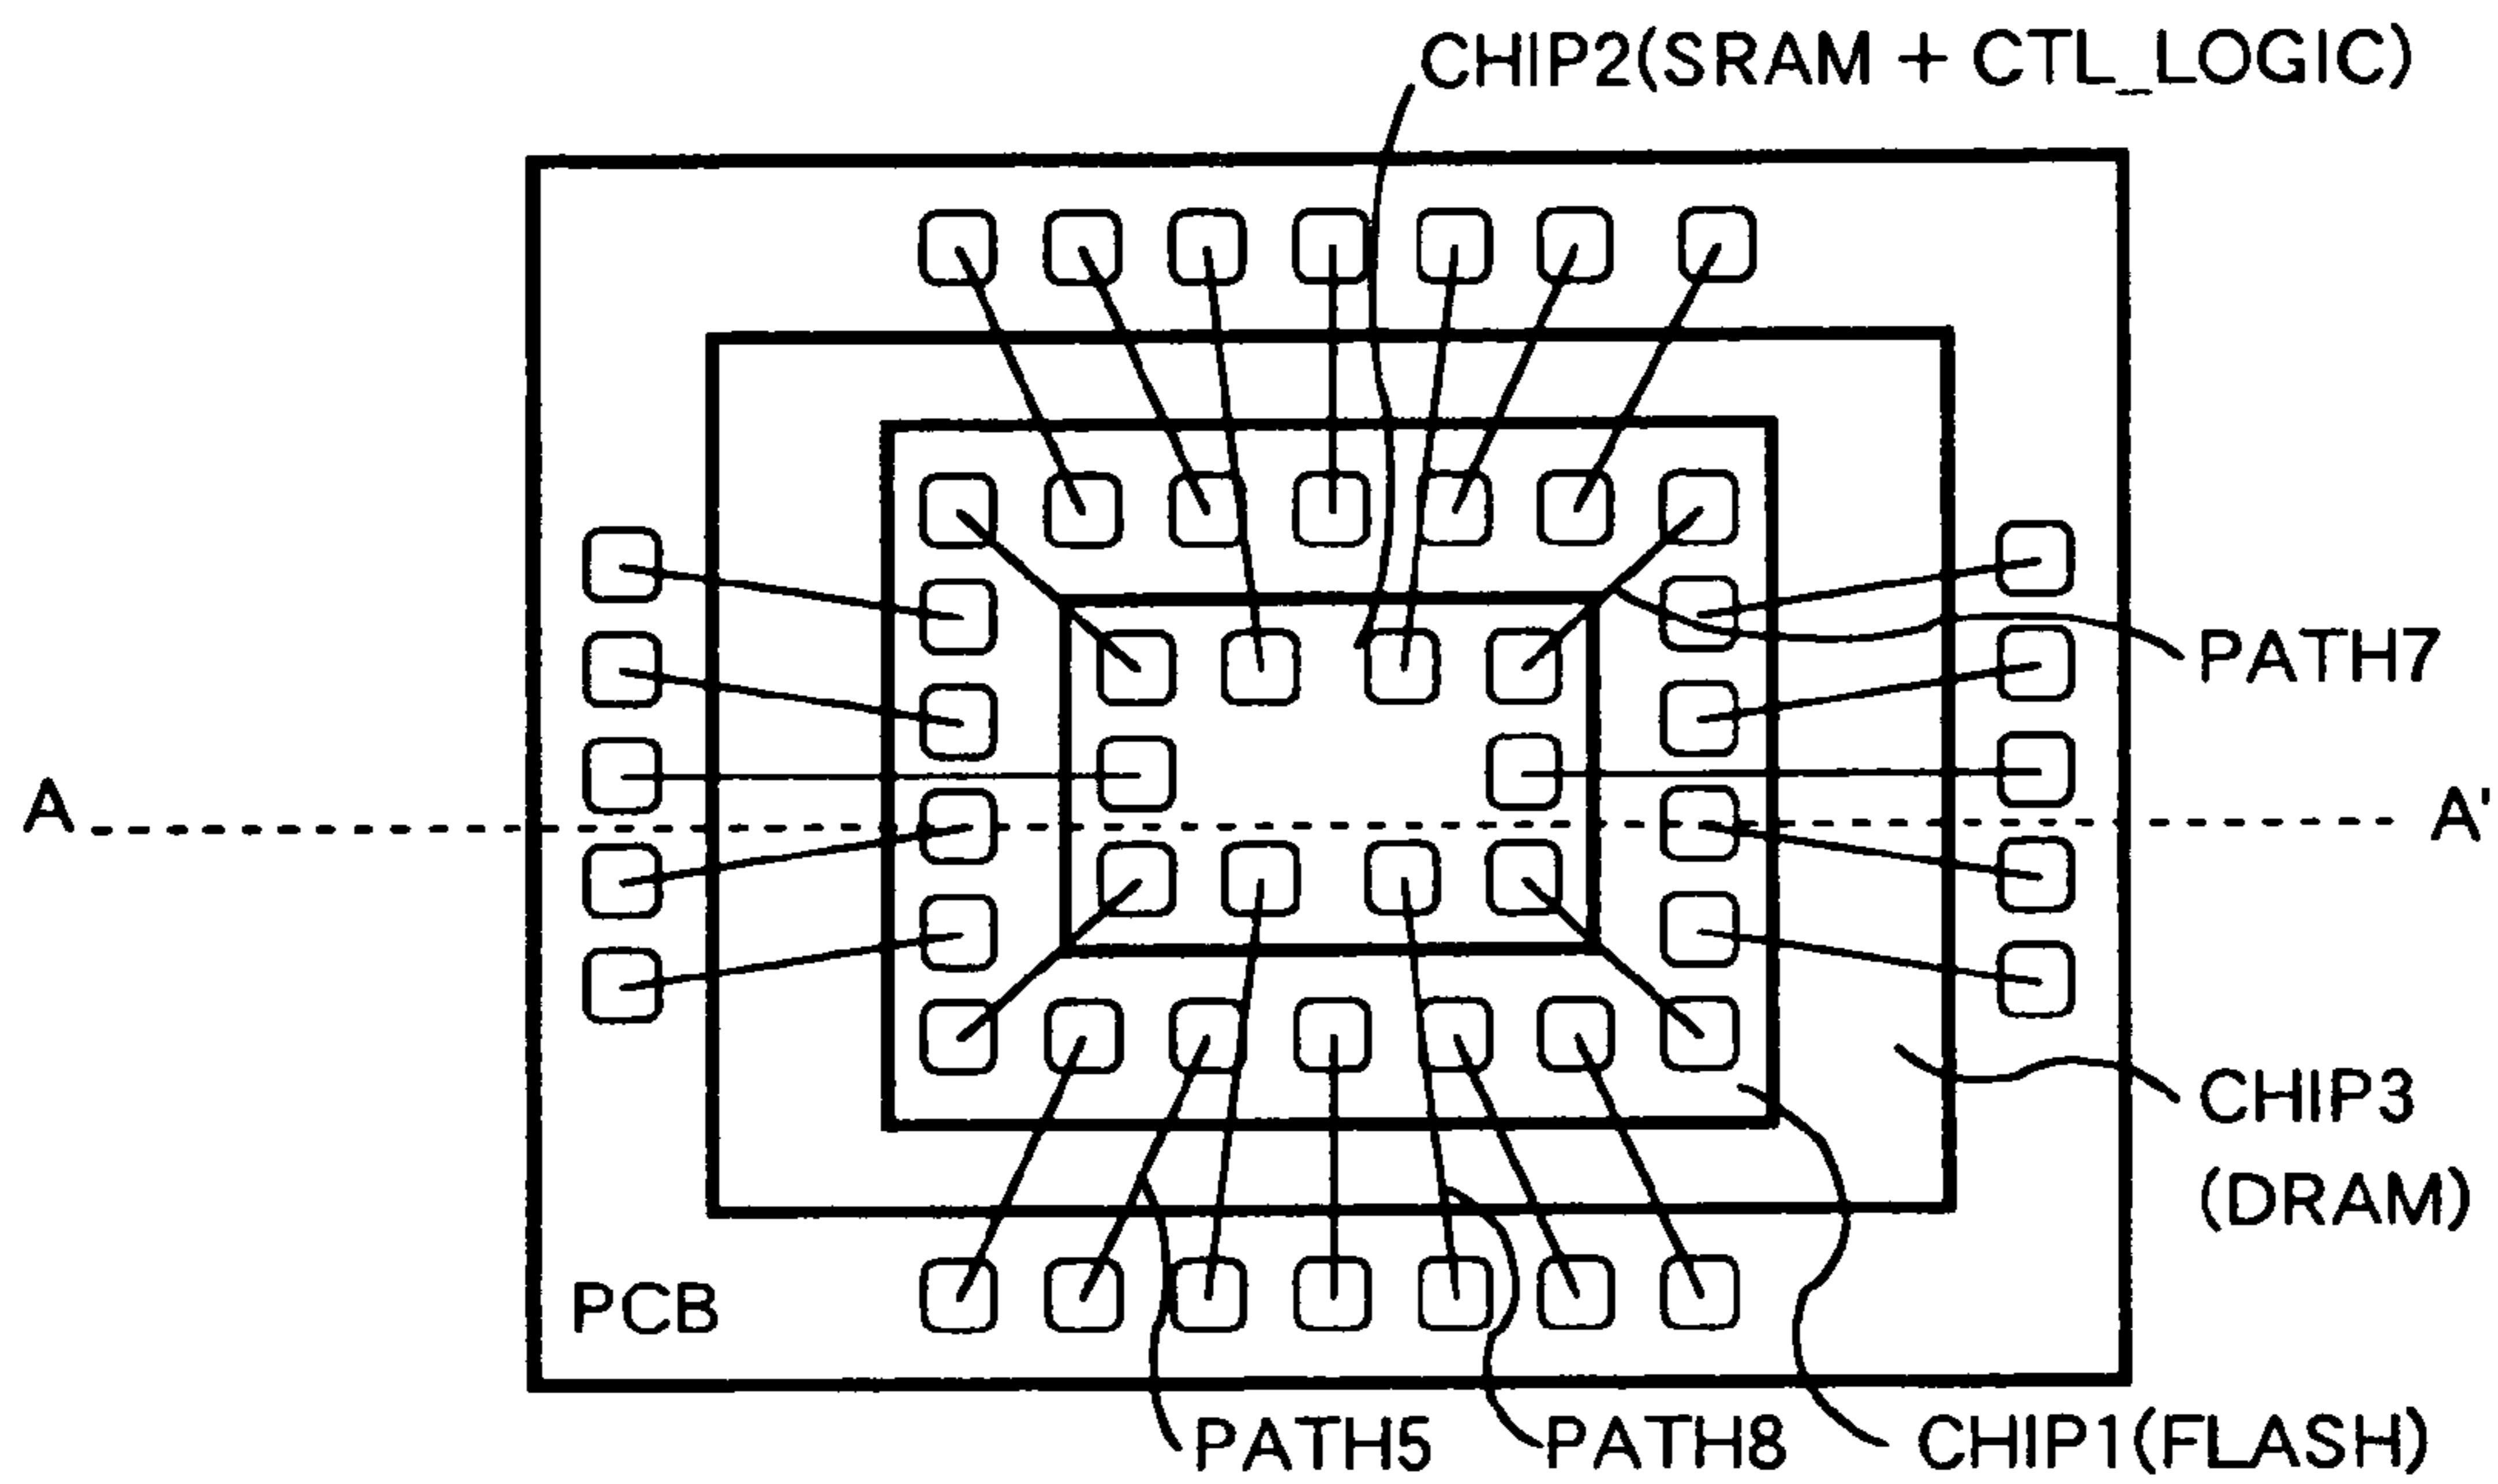 CHIP2(SRAM + CTL_LOGIC)
PATH7
A
A'
CHIP3
(DRAM)
PCB
PATH5
PATH8
CHIP1(FLASH)